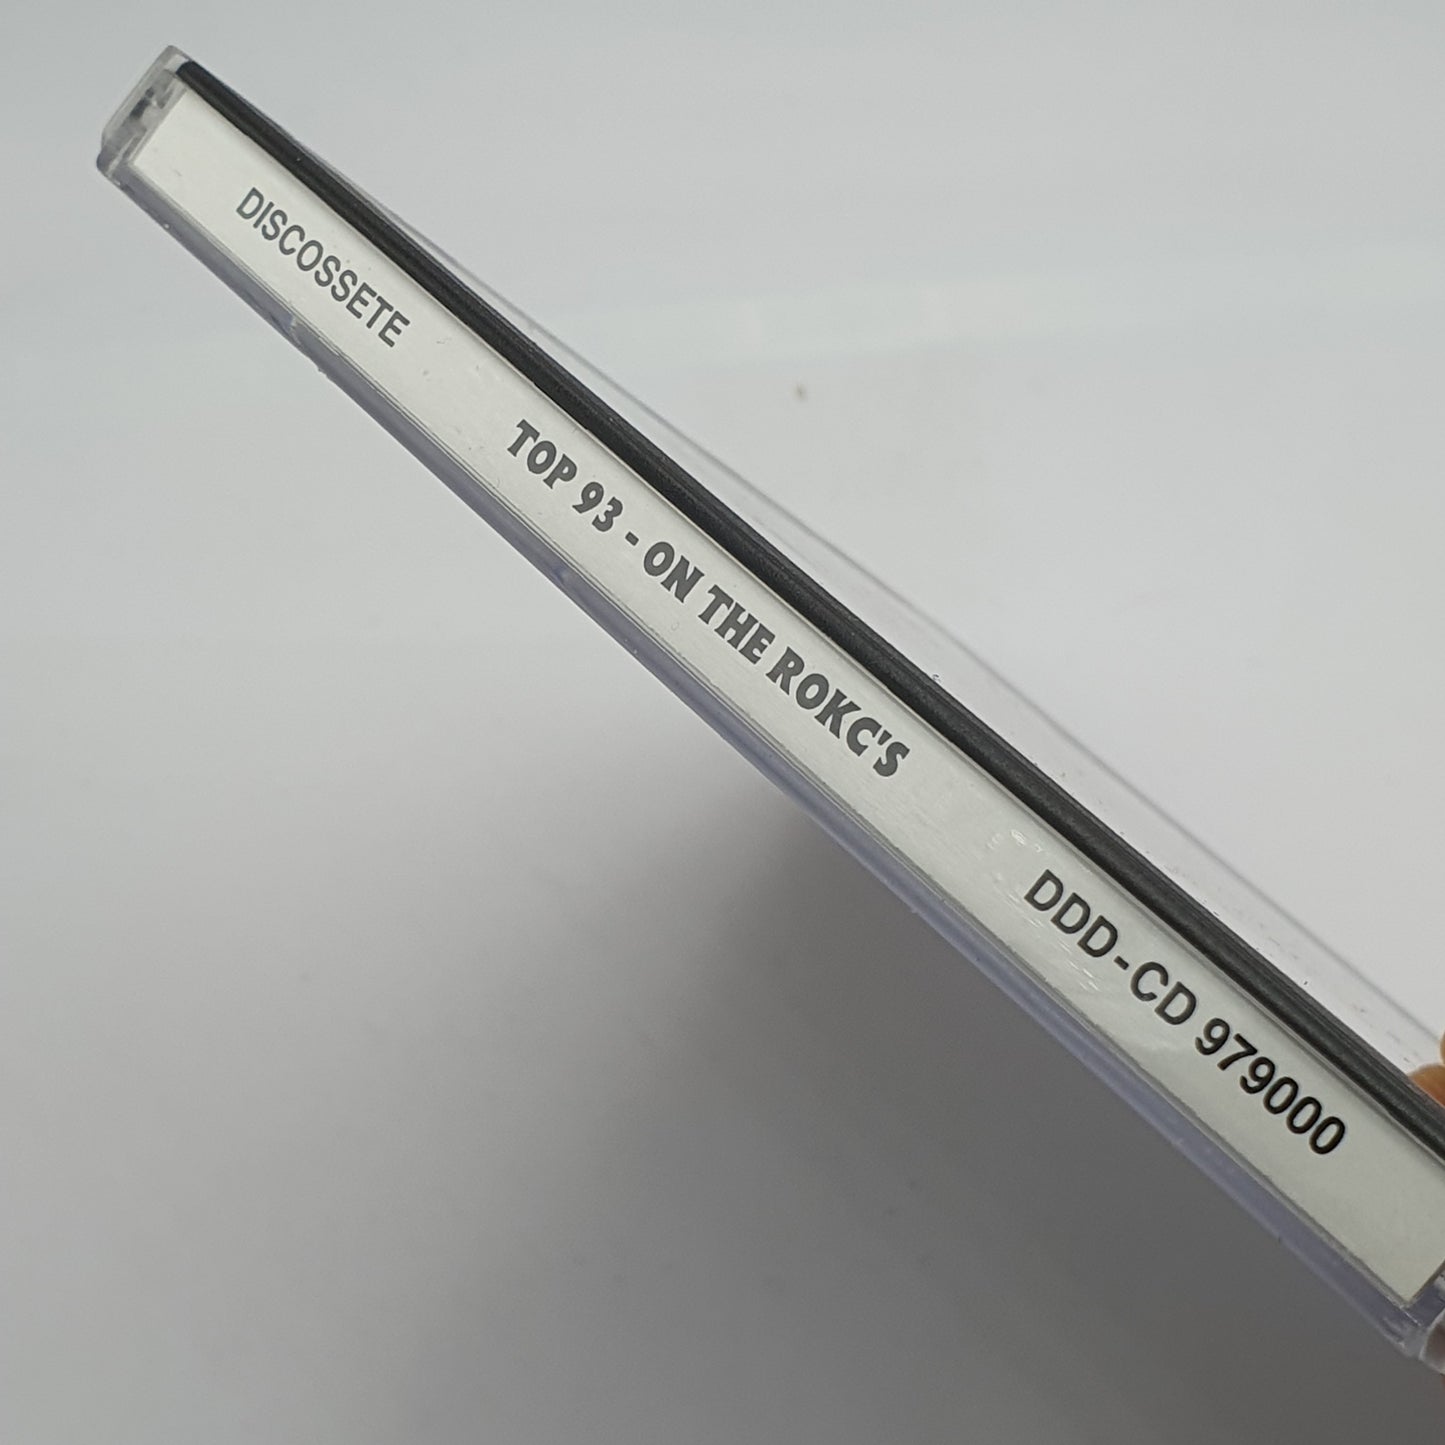 DISCOSSETE TOP 93 - ON THE ROKC'S DDD-CD 979000